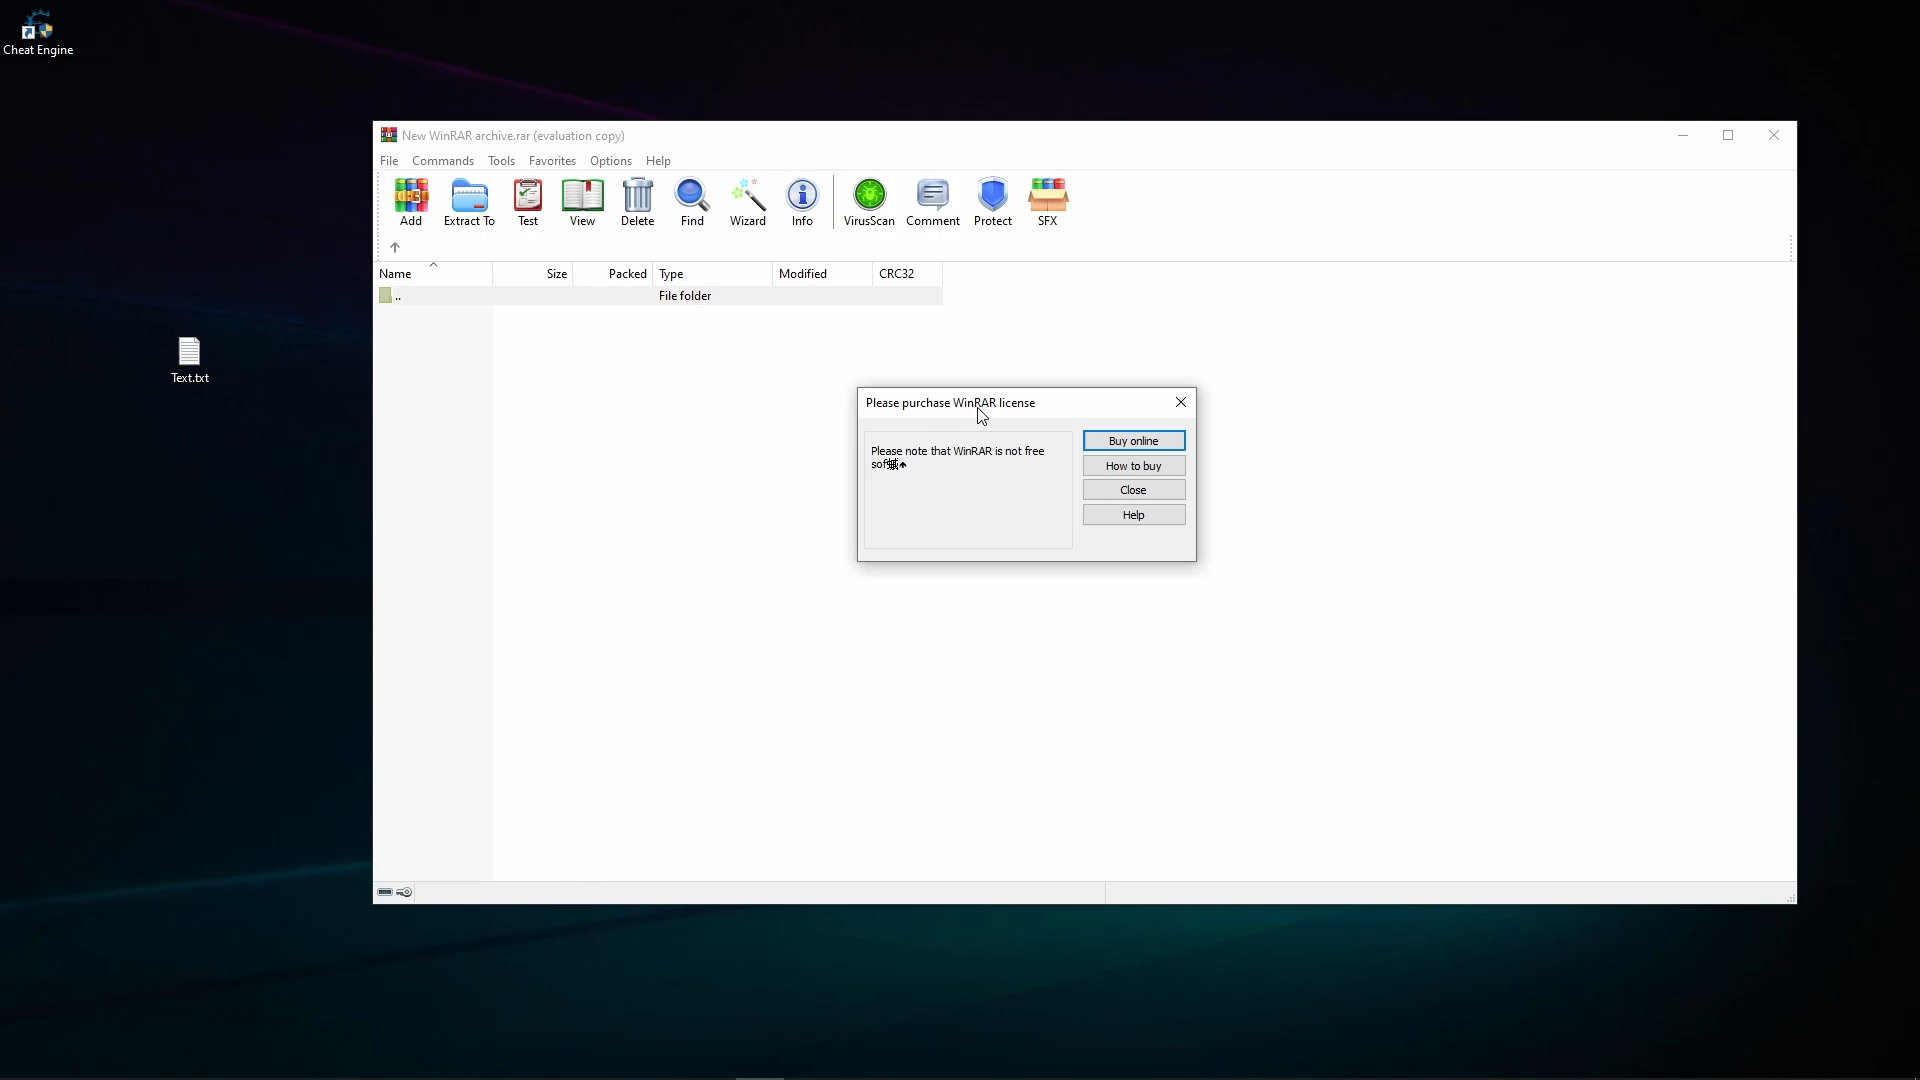 Cheat Engine
New WinRAR archive.rar (evaluation copy)
File Commands Tools Favorites Options Help
Add Extract To Test View Delete Find Wizard Info VirusScan Comment Protect SFX
Name Size Packed Type Modified CRC32
.. File folder
Text.txt
Please purchase WinRAR license
Please note that WinRAR is not free
Buy online
How to buy
Close
Help